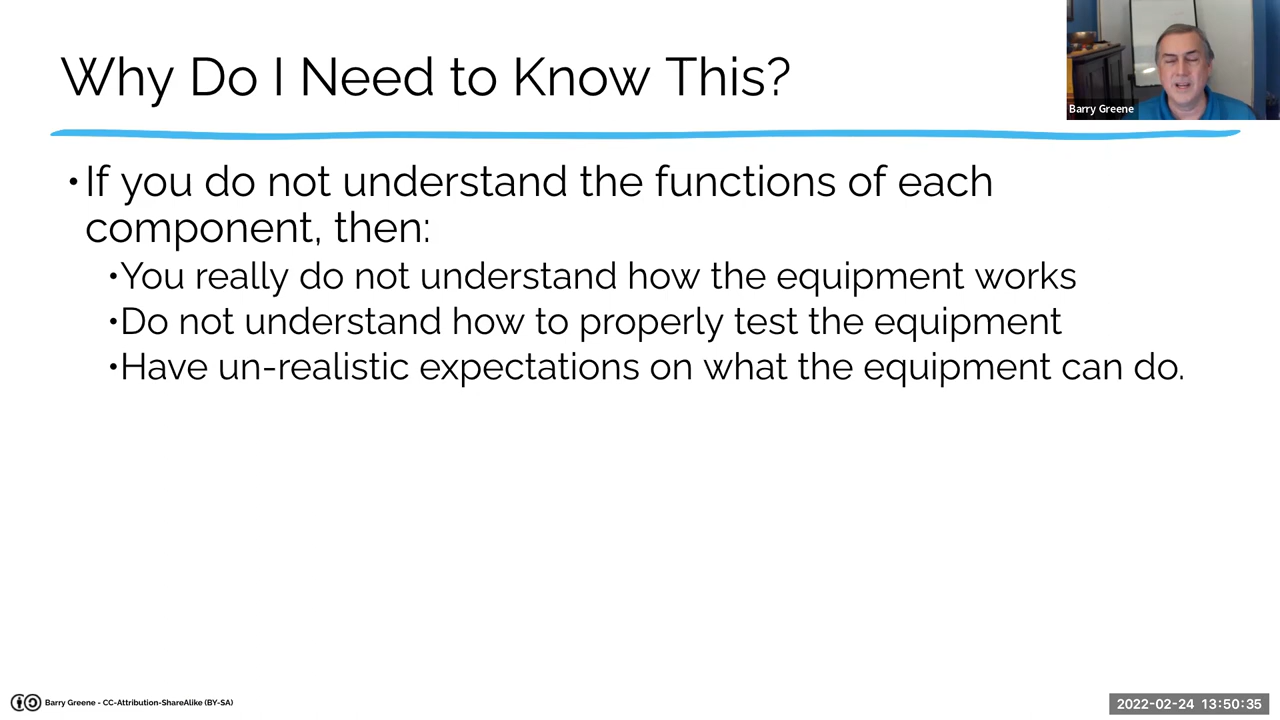 Why Do I Need to Know This?
Barry Greene
•If you do not understand the functions of each
component, then:
•You really do not understand how the equipment works
•Do not understand how to properly test the equipment
•Have un-realistic expectations on what the equipment can do.
Barry Greene - CC-Attribution-ShareAlike (BY-SA)
2022-02-24 13:50:35